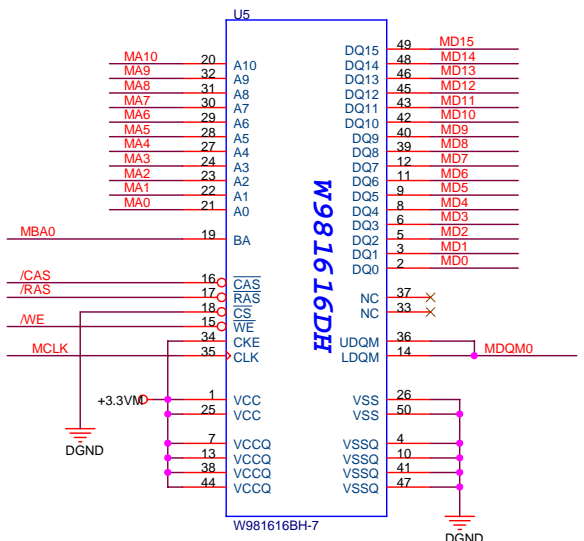 U5
MA10 20 A10
MA9 32 A9
MA8 31 A8
MA7 30 A7
MA6 29 A6
MA5 28 A5
MA4 27 A4
MA3 24 A3
MA2 23 A2
MA1 22 A1
MA0 21 A0
MBA0 19 BA
/CAS 16 CAS
/RAS 17 RAS
18 CS
/WE 15 WE
34 CKE
MCLK 35 CLK
+3.3VM 1 VCC
25 VCC
7 VCCQ
13 VCCQ
38 VCCQ
44 VCCQ
DGND
W981616DH
DQ15 49 MD15
DQ14 48 MD14
DQ13 46 MD13
DQ12 45 MD12
DQ11 43 MD11
DQ10 42 MD10
DQ9 40 MD9
DQ8 39 MD8
DQ7 12 MD7
DQ6 11 MD6
DQ5 9 MD5
DQ4 8 MD4
DQ3 6 MD3
DQ2 5 MD2
DQ1 3 MD1
DQ0 2 MD0
NC 37
NC 33
UDQM 36
LDQM 14 MDQM0
VSS 26
VSS 50
VSSQ 4
VSSQ 10
VSSQ 41
VSSQ 47
W981616BH-7
DGND